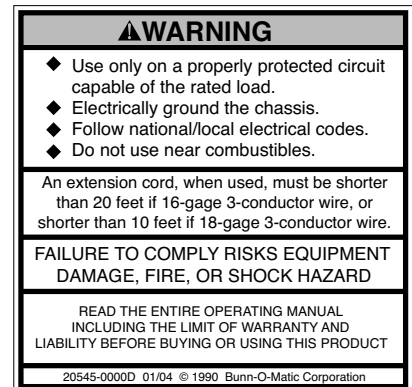 ⚠WARNING
◆ Use only on a properly protected circuit
capable of the rated load.
◆ Electrically ground the chassis.
◆ Follow national/local electrical codes.
◆ Do not use near combustibles.
An extension cord, when used, must be shorter
than 20 feet if 16-gage 3-conductor wire, or
shorter than 10 feet if 18-gage 3-conductor wire.
FAILURE TO COMPLY RISKS EQUIPMENT
DAMAGE, FIRE, OR SHOCK HAZARD
READ THE ENTIRE OPERATING MANUAL
INCLUDING THE LIMIT OF WARRANTY AND
LIABILITY BEFORE BUYING OR USING THIS PRODUCT
20545-0000D 01/04 © 1990 Bunn-O-Matic Corporation